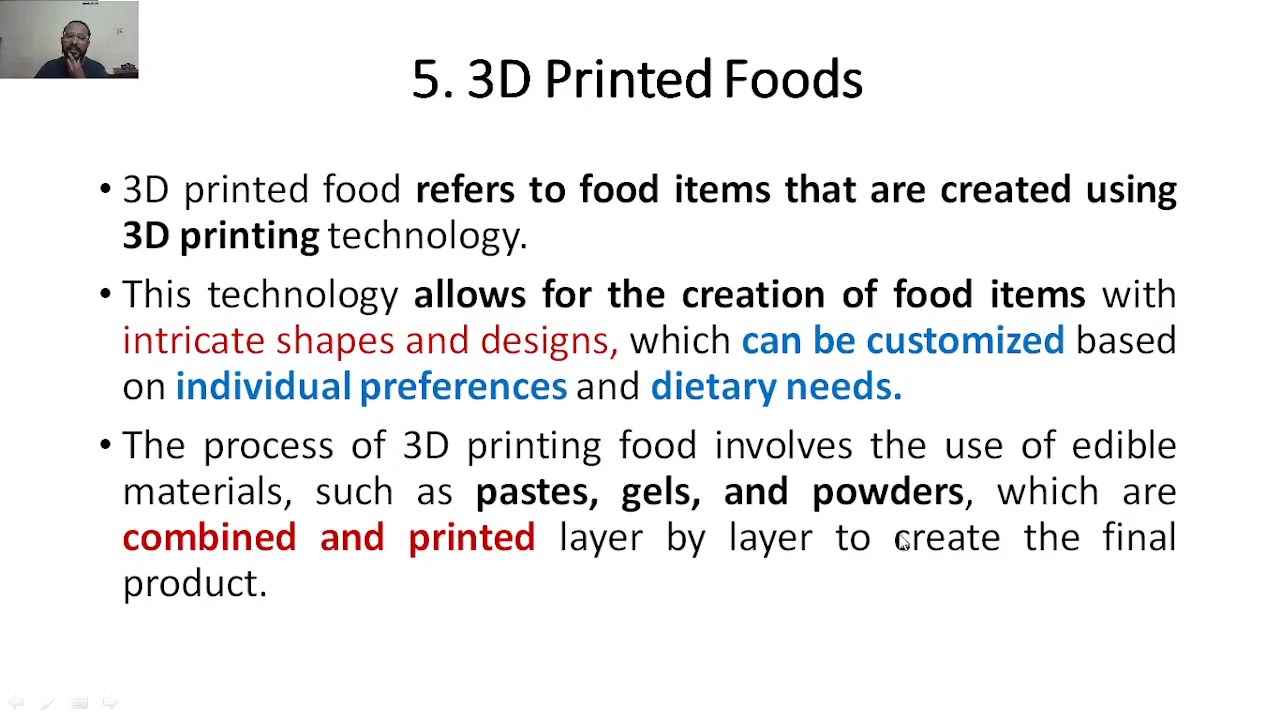 5. 3D Printed Foods
• 3D printed food refers to food items that are created using
3D printing technology.
• This technology allows for the creation of food items with
intricate shapes and designs, which can be customized based
on individual preferences and dietary needs.
• The process of 3D printing food involves the use of edible
materials, such as pastes, gels, and powders, which are
combined and printed layer by layer to create the final
product.